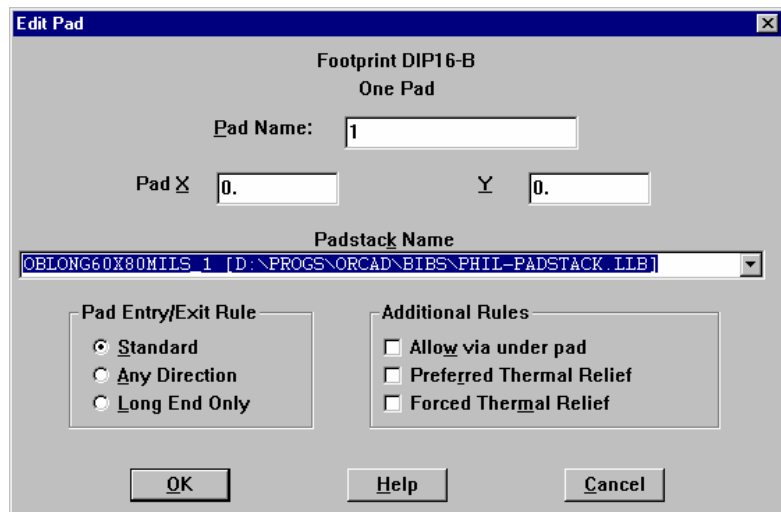 Edit Pad
Footprint DIP16-B
One Pad
Pad Name: 1
Pad X 0. Y 0.
Padstack Name
OBLONG60X80MILS_1 [D:\PROGS\ORCAD\BIBS\PHIL-PADSTACK.LLB]
Pad Entry/Exit Rule Additional Rules
Standard Allow via under pad
Any Direction Preferred Thermal Relief
Long End Only Forced Thermal Relief
OK Help Cancel